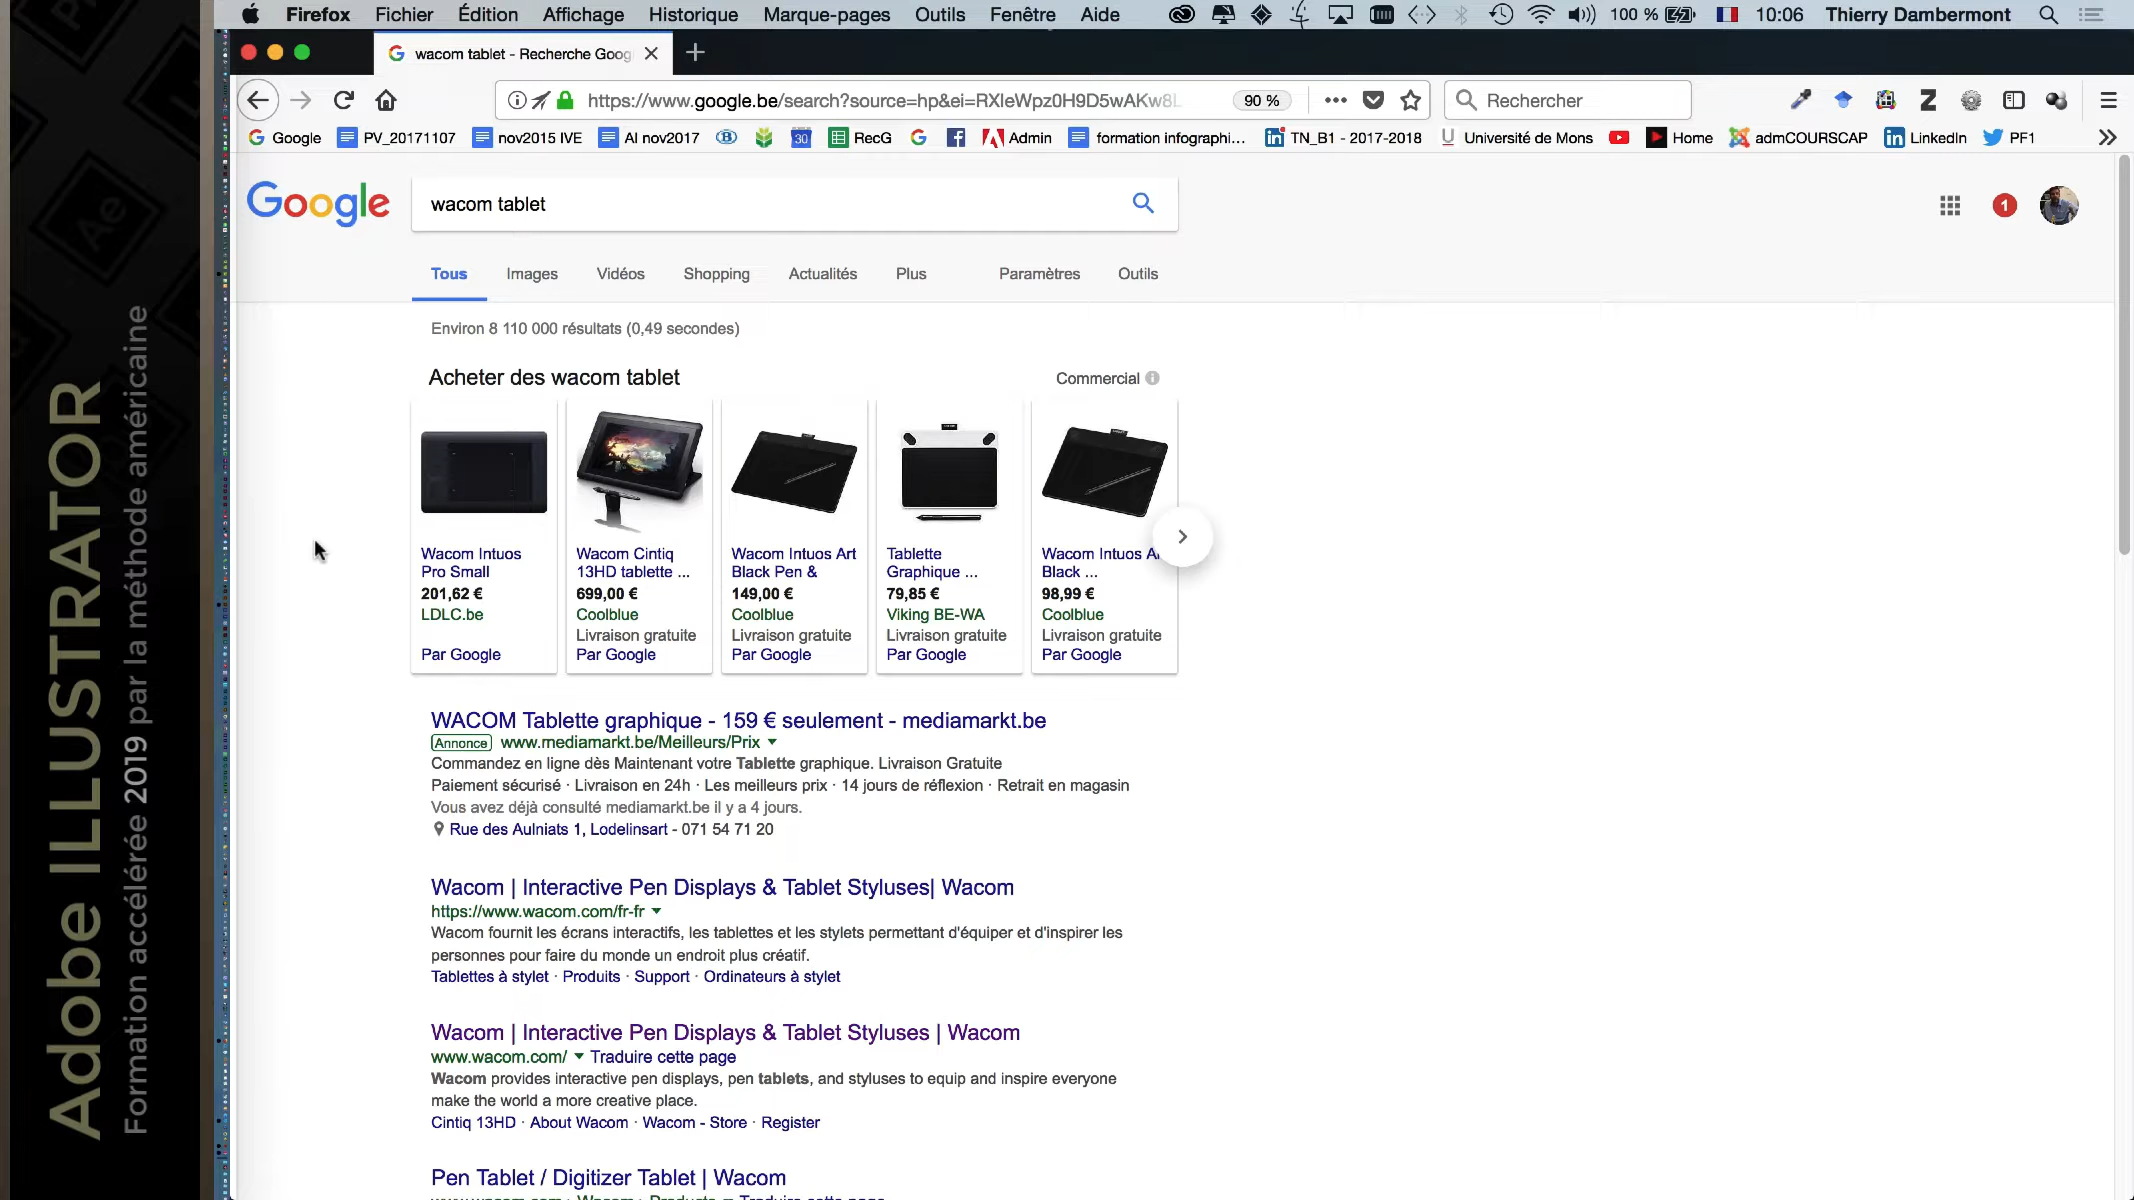 Firefox Fichier Édition Affichage Historique Marque-pages Outils Fenêtre Aide 100 % 10:06 Thierry Dambermont
wacom tablet - Recherche Goog
https://www.google.be/search?source=hp&ei=RXleWpz0H9D5wAKw8L 90 % Rechercher
Google PV_20171107 nov2015 IVE AI nov2017 30 RecG Admin formation infographi... TN_B1 - 2017-2018 Université de Mons Home admCOURSCAP LinkedIn PF1
Google wacom tablet 1
Tous Images Vidéos Shopping Actualités Plus Paramètres Outils
Environ 8 110 000 résultats (0,49 secondes)
Acheter des wacom tablet Commercial
Wacom Intuos
Pro Small
201,62 €
LDLC.be
Par Google
Wacom Cintiq
13HD tablette ...
699,00 €
Coolblue
Livraison gratuite
Par Google
Wacom Intuos Art
Black Pen &
149,00 €
Coolblue
Livraison gratuite
Par Google
Tablette
Graphique ...
79,85 €
Viking BE-WA
Livraison gratuite
Par Google
Wacom Intuos A
Black ...
98,99 €
Coolblue
Livraison gratuite
Par Google
WACOM Tablette graphique - 159 € seulement - mediamarkt.be
Annonce www.mediamarkt.be/Meilleurs/Prix
Commandez en ligne dès Maintenant votre Tablette graphique. Livraison Gratuite
Paiement sécurisé · Livraison en 24h · Les meilleurs prix · 14 jours de réflexion · Retrait en magasin
Vous avez déjà consulté mediamarkt.be il y a 4 jours.
Rue des Aulniats 1, Lodelinsart - 071 54 71 20
Wacom | Interactive Pen Displays & Tablet Styluses| Wacom
https://www.wacom.com/fr-fr
Wacom fournit les écrans interactifs, les tablettes et les stylets permettant d'équiper et d'inspirer les
personnes pour faire du monde un endroit plus créatif.
Tablettes à stylet · Produits · Support · Ordinateurs à stylet
Wacom | Interactive Pen Displays & Tablet Styluses | Wacom
www.wacom.com/ Traduire cette page
Wacom provides interactive pen displays, pen tablets, and styluses to equip and inspire everyone
make the world a more creative place.
Cintiq 13HD · About Wacom · Wacom - Store · Register
Pen Tablet / Digitizer Tablet | Wacom
Adobe ILLUSTRATOR
Formation accélérée 2019 par la méthode américaine
Ae